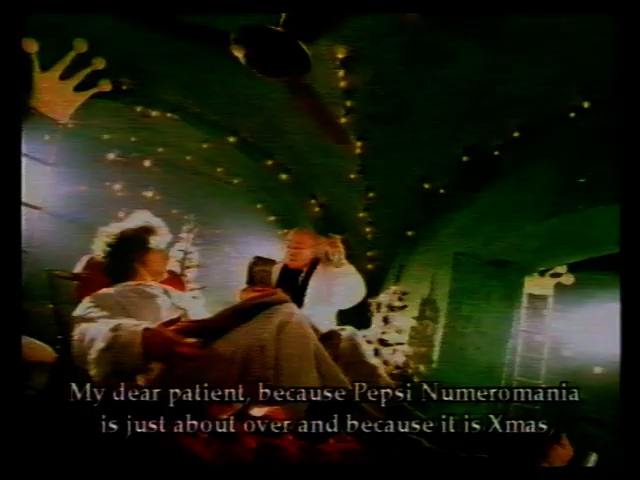 My dear patient, because Pepsi Numeromania
is just about over and because it is Xmas